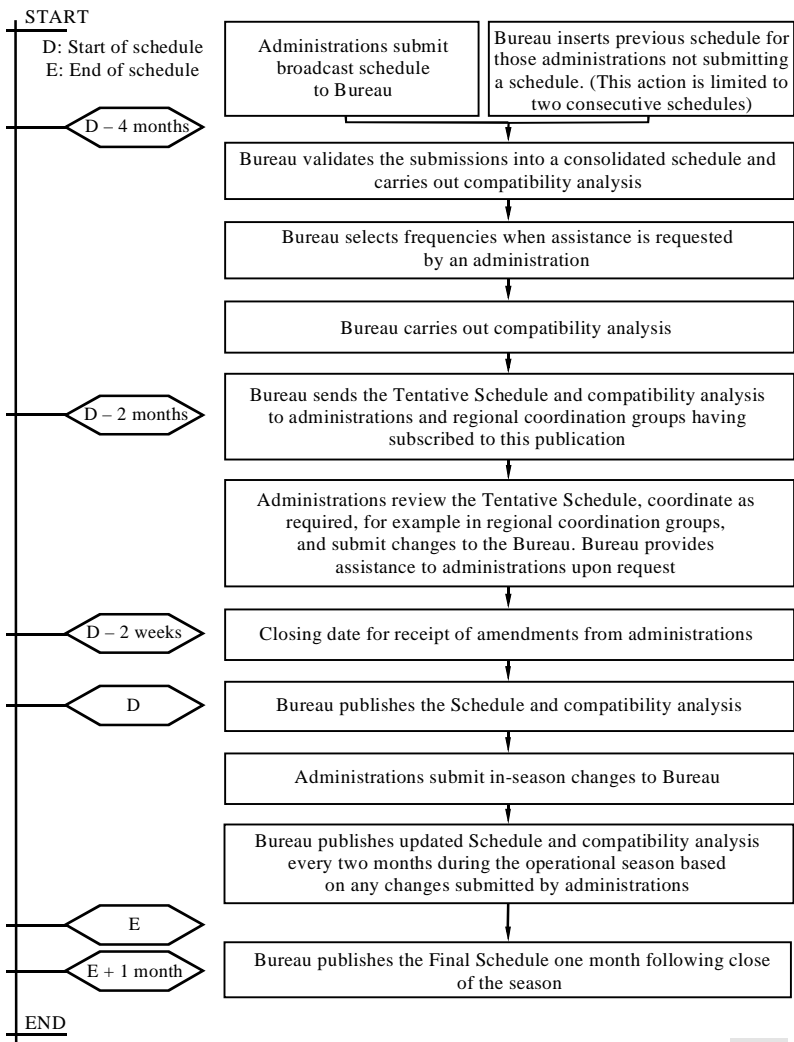 START
D: Start of schedule
E: End of schedule
Administrations submit
broadcast schedule
to Bureau
Bureau inserts previous schedule for
those administrations not submitting
a schedule. (This action is limited to
two consecutive schedules)
D – 4 months
Bureau validates the submissions into a consolidated schedule and
carries out compatibility analysis
Bureau selects frequencies when assistance is requested
by an administration
Bureau carries out compatibility analysis
D – 2 months
Bureau sends the Tentative Schedule and compatibility analysis
to administrations and regional coordination groups having
subscribed to this publication
Administrations review the Tentative Schedule, coordinate as
required, for example in regional coordination groups,
and submit changes to the Bureau. Bureau provides
assistance to administrations upon request
D – 2 weeks
Closing date for receipt of amendments from administrations
D
Bureau publishes the Schedule and compatibility analysis
Administrations submit in-season changes to Bureau
Bureau publishes updated Schedule and compatibility analysis
every two months during the operational season based
on any changes submitted by administrations
E
E + 1 month
Bureau publishes the Final Schedule one month following close
of the season
END